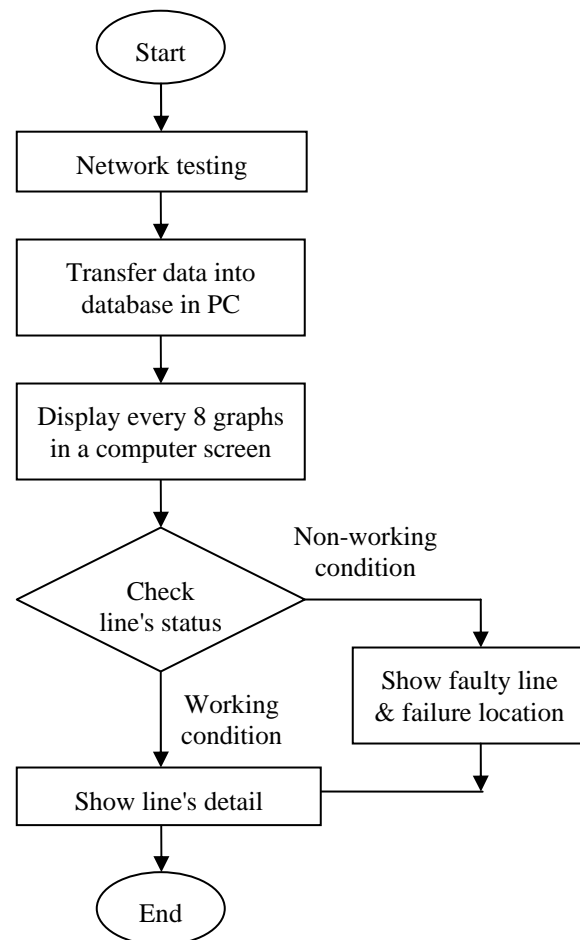 Start
Network testing
Transfer data into
database in PC
Display every 8 graphs
in a computer screen
Check
line's status
Non-working
condition
Show faulty line
& failure location
Working
condition
Show line's detail
End